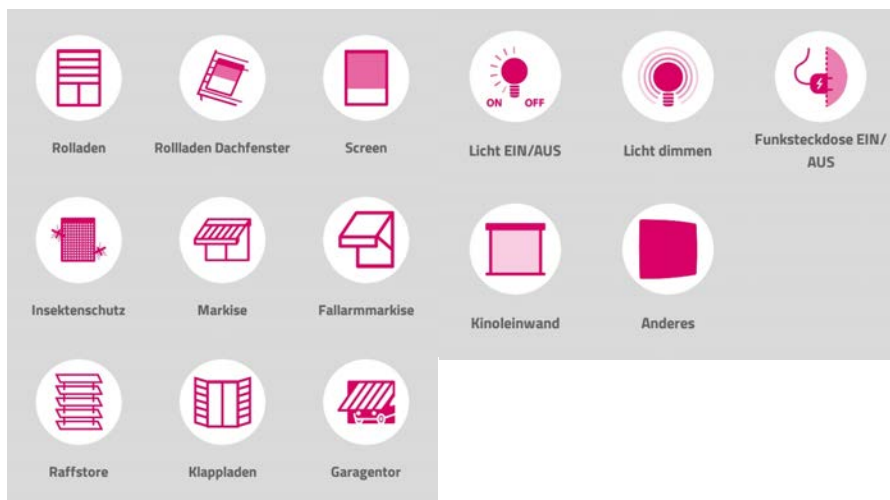 Rolladen
Rollladen Dachfenster
Screen
Insektenschutz
Markise
Fallarmmarkise
Raffstore
Klappladen
Garagentor
ON OFF
Licht EIN/AUS
Licht dimmen
Funksteckdose EIN/
AUS
Kinoleinwand
Anderes